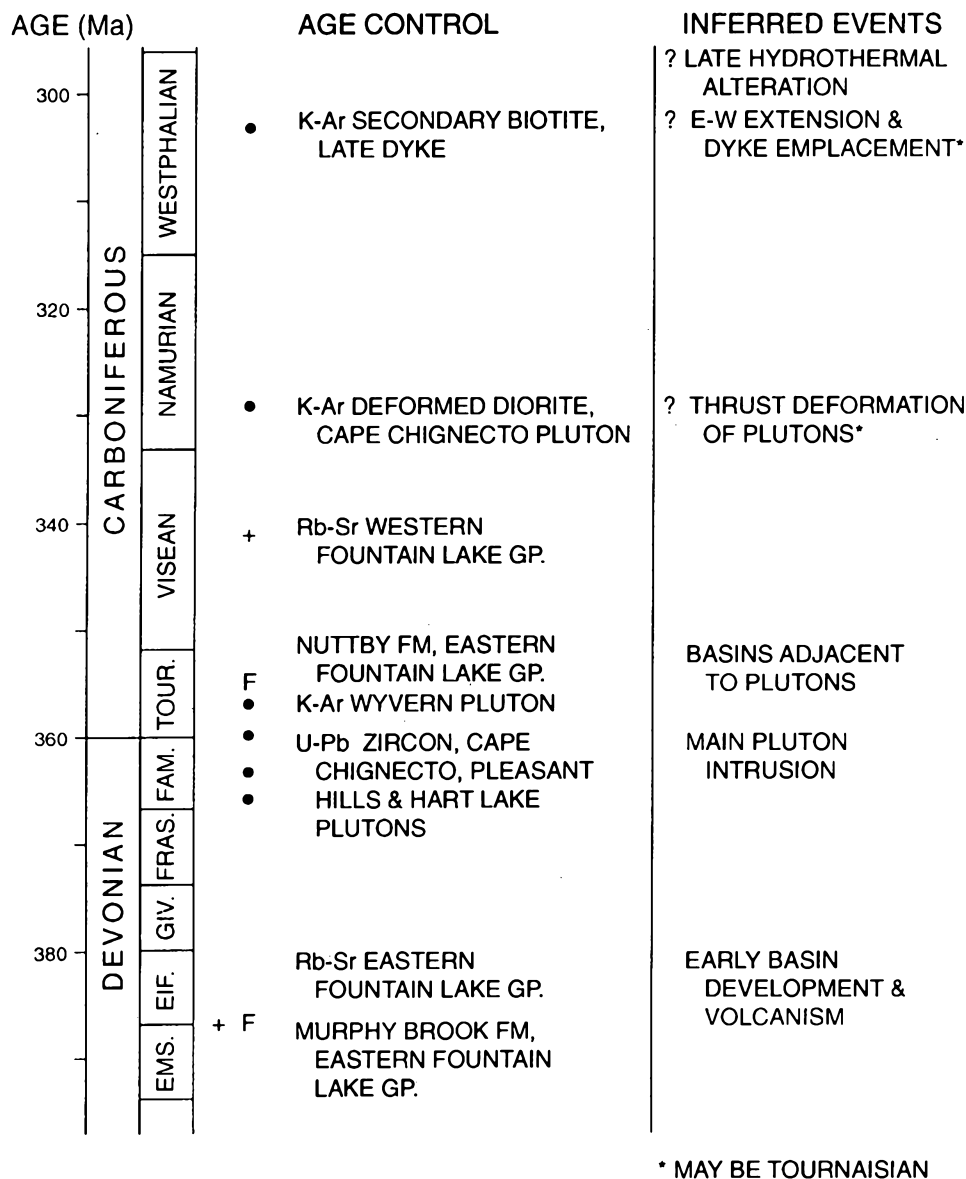 AGE (Ma)
AGE CONTROL
INFERRED EVENTS
300
320
340
360
380
CARBONIFEROUS
DEVONIAN
WESTPHALIAN
NAMURIAN
VISEAN
TOUR.
FAM.
FRAS.
GIV.
EIF.
EMS.
K-Ar SECONDARY BIOTITE,
LATE DYKE
K-Ar DEFORMED DIORITE,
CAPE CHIGNECTO PLUTON
+
Rb-Sr WESTERN
FOUNTAIN LAKE GP.
F
NUTTBY FM, EASTERN
FOUNTAIN LAKE GP.
K-Ar WYVERN PLUTON
U-Pb ZIRCON, CAPE
CHIGNECTO, PLEASANT
HILLS & HART LAKE
PLUTONS
Rb-Sr EASTERN
FOUNTAIN LAKE GP.
+ F
MURPHY BROOK FM,
EASTERN FOUNTAIN
LAKE GP.
? LATE HYDROTHERMAL
ALTERATION
? E-W EXTENSION &
DYKE EMPLACEMENT*
? THRUST DEFORMATION
OF PLUTONS*
BASINS ADJACENT
TO PLUTONS
MAIN PLUTON
INTRUSION
EARLY BASIN
DEVELOPMENT &
VOLCANISM
* MAY BE TOURNAISIAN